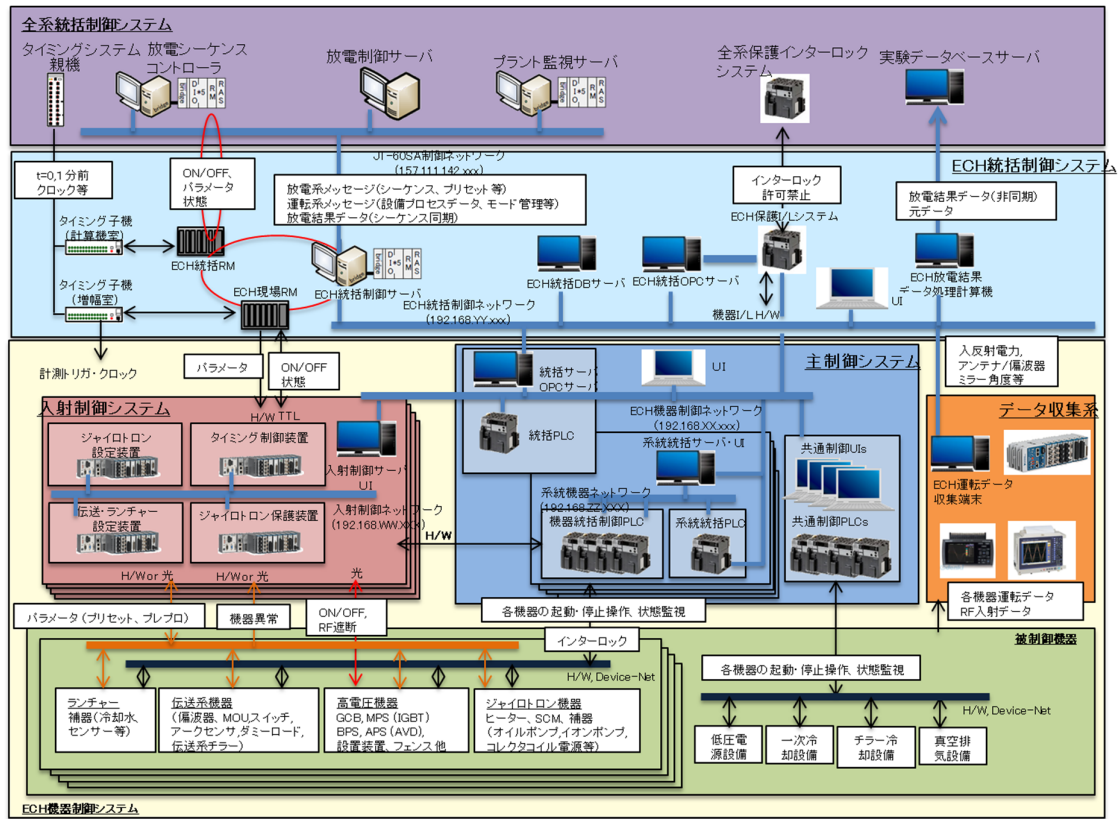 全系統括制御システム
タイミングシステム
親機
放電シーケンス
コントローラ
bridge
DIO
*5
RM
RAS
bridge
放電制御サーバ
プラント監視サーバ
bridge
bridge
DIO
*5
RM
RAS
全系保護インターロック
システム
実験データベースサーバ
JT-60SA制御ネットワーク
(157.111.142.xxx)
ECH統括制御システム
t=0,1分前
クロック等
ON/OFF、
パラメータ
状態
放電系メッセージ(シーケンス、プリセット等)
運転系メッセージ(設備プロセスデータ、モード管理等)
放電結果データ(シーケンス同期)
インターロック
許可禁止
放電結果データ(非同期)
元データ
タイミング子機
(計算機室)
ECH統括RM
タイミング子機
(増幅室)
ECH現場RM
bridge
bridge
DIO
*5
RM
RAS
ECH統括制御サーバ
ECH統括DBサーバ
ECH統括OPCサーバ
ECH保護I/Lシステム
機器I/L H/W
UI
ECH放電結果
データ処理計算機
ECH統括制御ネットワーク
(192.168.YY.xxx)
計測トリガ・クロック
パラメータ
ON/OFF
状態
H/W TTL
入射制御システム
ジャイロトロン
設定装置
タイミング制御装置
入射制御サーバ
UI
伝送・ランチャー
設定装置
ジャイロトロン保護装置
入射制御ネットワーク
(192.168.WW.xxx)
H/Wor 光
H/Wor 光
光
H/W
主制御システム
統括サーバ
OPCサーバ
UI
統括PLC
ECH機器制御ネットワーク
(192.168.XX.xxx)
系統統括サーバ・UI
系統機器ネットワーク
(192.168.ZZ.XXX)
機器統括制御PLC
系統統括PLC
共通制御UIs
共通制御PLCs
入反射電力,
アンテナ/偏波器
ミラー角度等
データ収集系
ECH運転データ
収集端末
各機器運転データ
RF入射データ
パラメータ(プリセット、プレプロ)
機器異常
ON/OFF,
RF遮断
各機器の起動・停止操作、状態監視
インターロック
H/W, Device-Net
被制御機器
各機器の起動・停止操作、状態監視
H/W, Device-Net
ランチャー
補器(冷却水、
センサー等)
伝送系機器
(偏波器、MOU,スイッチ,
アークセンサ,ダミーロード,
伝送系チラー)
高電圧機器
GCB, MPS (IGBT)
BPS, APS (AVD),
設置装置、フェンス他
ジャイロトロン機器
ヒーター、SCM、補器
(オイルポンプ,イオンポンプ,
コレクタコイル電源等)
低圧電
源設備
一次冷
却設備
チラー冷
却設備
真空排
気設備
ECH機器制御システム